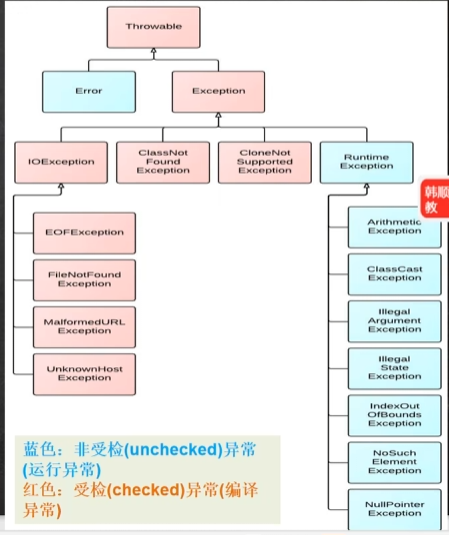 Throwable
Error
Exception
IOException
ClassNot
Found
Exception
CloneNot
Supported
Exception
Runtime
Exception
韩顺
教
EOFException
FileNotFound
Exception
MalformedURL
Exception
UnknownHost
Exception
Arithmetic
Exception
ClassCast
Exception
Illegal
Argument
Exception
Illegal
State
Exception
IndexOut
OfBounds
Exception
NoSuch
Element
Exception
NullPointer
Exception
蓝色：非受检(unchecked)异常
(运行异常)
红色：受检(checked)异常(编译
异常)